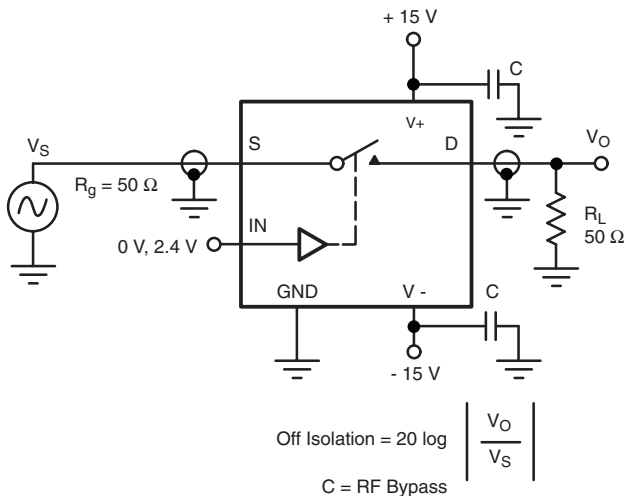 + 15 V
C
V+
VS
S
D
VO
Rg = 50 Ω
IN
0 V, 2.4 V
RL
50 Ω
GND
V -
C
- 15 V
Off Isolation = 20 log | VO / VS |
C = RF Bypass